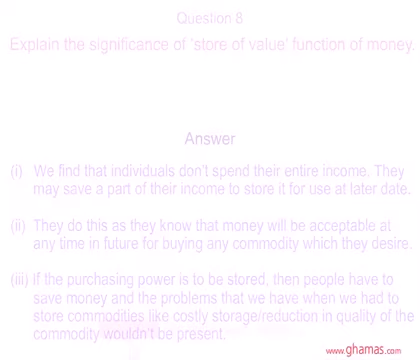 Question 8
Explain the significance of 'store of value' function of money.
Answer
(i) We find that individuals don't spend their entire income. They
may save a part of their income to store it for use at later date.
(ii) They do this as they know that money will be acceptable at
any time in future for buying any commodity which they desire.
(iii) If the purchasing power is to be stored, then people have to
save money and the problems that we have when we had to
store commodities like costly storage/reduction in quality of the
commodity wouldn't be present.
www.ghamas.com